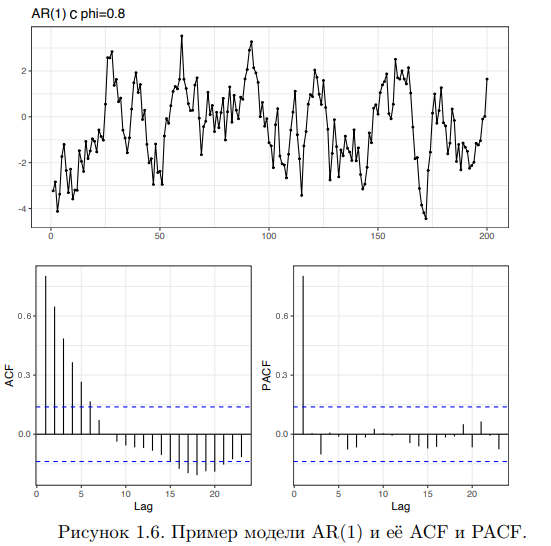 AR(1) с phi=0.8
2
0
-2
-4
0 50 100 150 200
ACF
0.6
0.3
0.0
0 5 10 15 20
Lag
PACF
0.6
0.3
0.0
0 5 10 15 20
Lag
Рисунок 1.6. Пример модели AR(1) и её ACF и PACF.